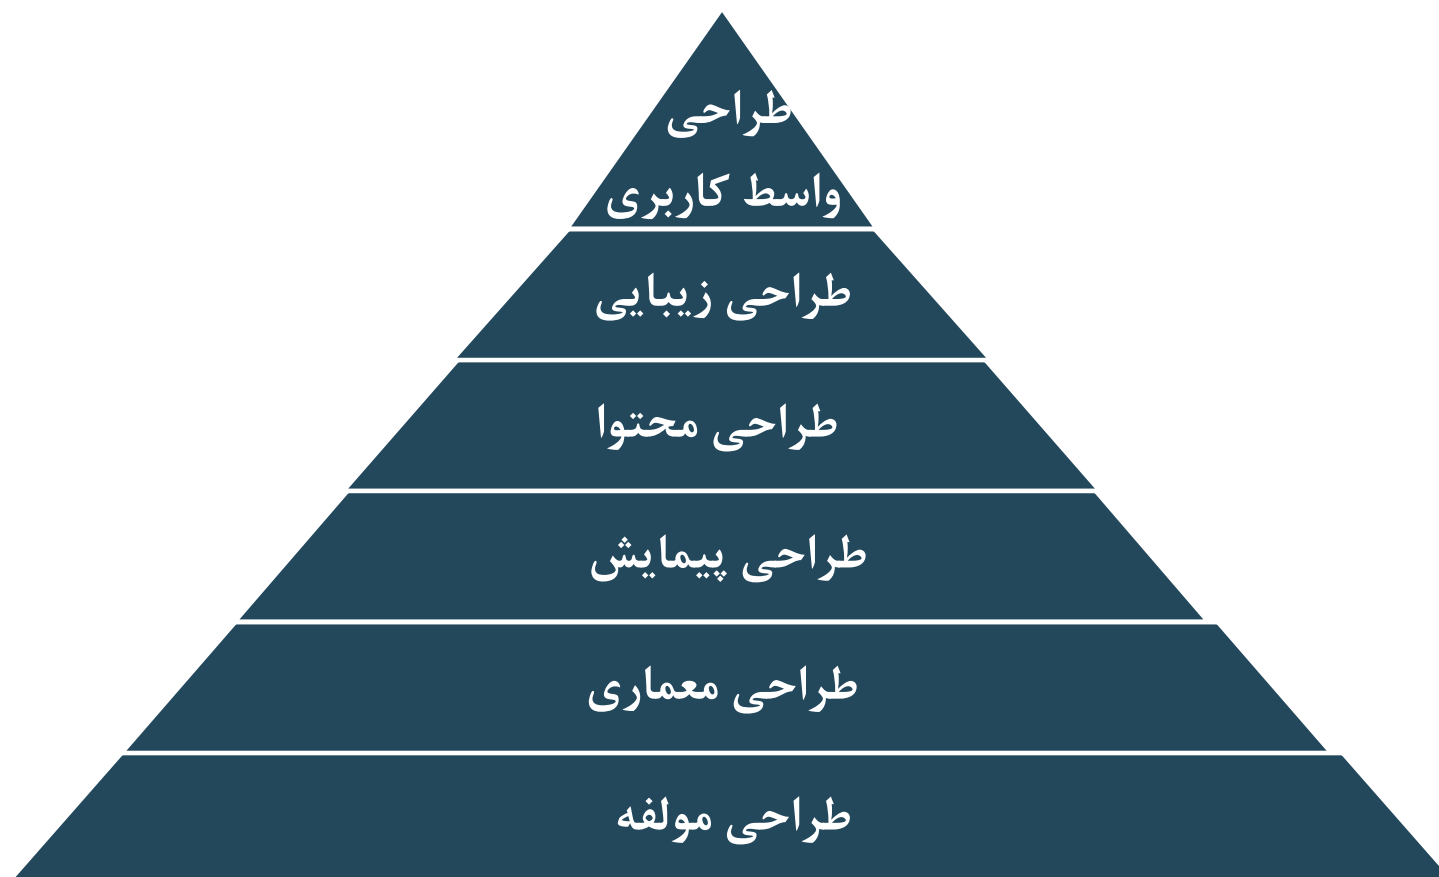 طراحی
واسط کاربری
طراحی زیبایی
طراحی محتوا
طراحی پیمایش
طراحی معماری
طراحی مولفه